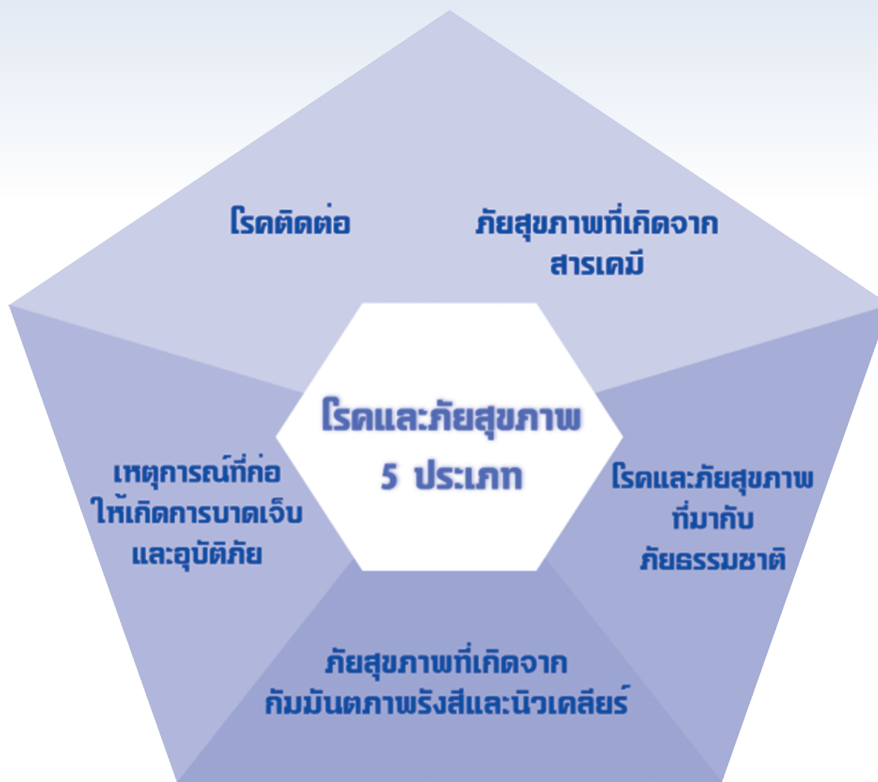 โรคติดต่อ
ภัยสุขภาพที่เกิดจาก
สารเคมี
โรคและภัยสุขภาพ
5 ประเภท
เหตุการณ์ที่ก่อ
ให้เกิดการบาดเจ็บ
และอุบัติภัย
โรคและภัยสุขภาพ
ที่มากับ
ภัยธรรมชาติ
ภัยสุขภาพที่เกิดจาก
กัมมันตภาพรังสีและนิวเคลียร์